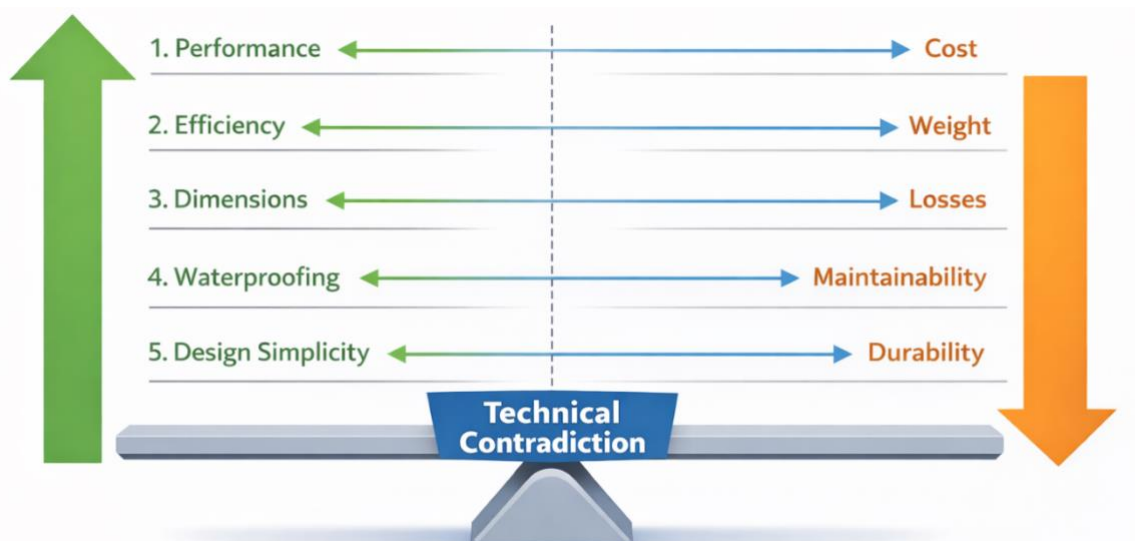 1. Performance Cost
2. Efficiency Weight
3. Dimensions Losses
4. Waterproofing Maintainability
5. Design Simplicity Durability
Technical
Contradiction